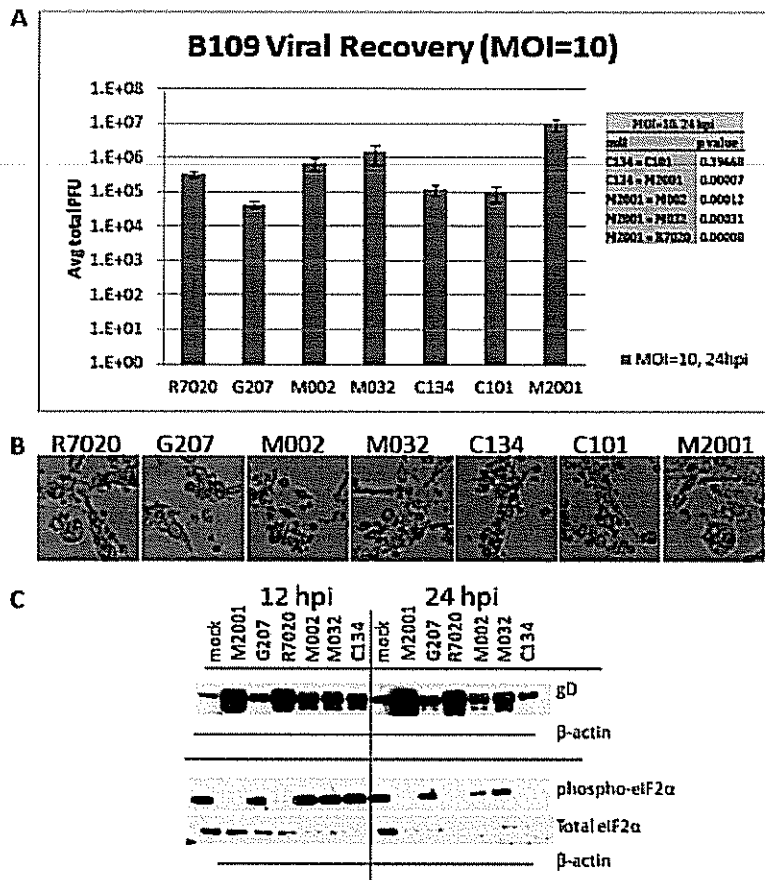 A
B109 Viral Recovery (MOI=10)
Avg total PFU
1.E+08
1.E+07
1.E+06
1.E+05
1.E+04
1.E+03
1.E+02
1.E+01
1.E+00
R7020 G207 M002 M032 C134 C101 M2001
MOI=10, 24 hpi
p value
C134 = C101 0.39668
C134 = M2001 0.00007
M2001 = M002 0.00012
M2001 = M032 0.00031
M2001 = R7020 0.00008
MOI=10, 24hpi
B
R7020 G207 M002 M032 C134 C101 M2001
C
12 hpi 24 hpi
mock M2001 G207 R7020 M002 M032 C134 mock M2001 G207 R7020 M002 M032 C134
gD
β-actin
phospho-eIF2α
Total eIF2α
β-actin